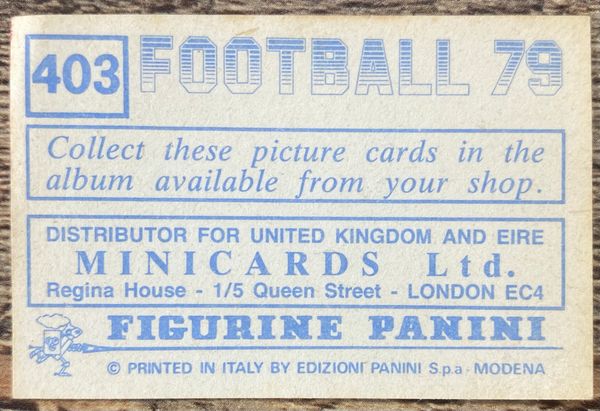 403 FOOTBALL 79
Collect these picture cards in the
album available from your shop.
DISTRIBUTOR FOR UNITED KINGDOM AND EIRE
MINICARDS Ltd.
Regina House - 1/5 Queen Street - LONDON EC4
FIGURINE PANINI
© PRINTED IN ITALY BY EDIZIONI PANINI S.p.a - MODENA